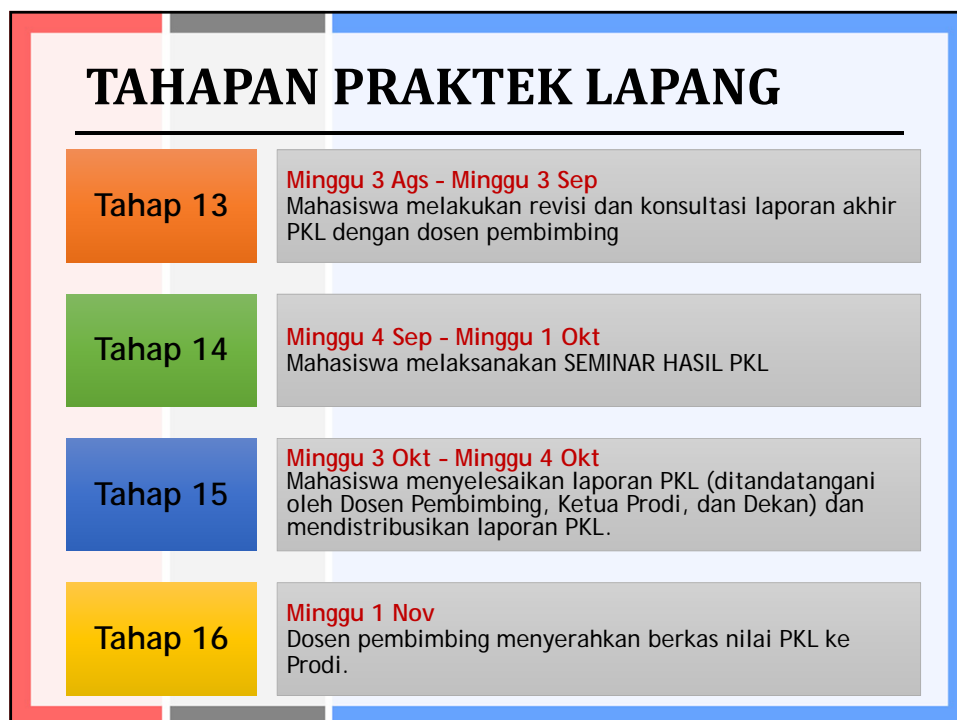 TAHAPAN PRAKTEK LAPANG
Tahap 13
Minggu 3 Ags – Minggu 3 Sep
Mahasiswa melakukan revisi dan konsultasi laporan akhir
PKL dengan dosen pembimbing
Tahap 14
Minggu 4 Sep – Minggu 1 Okt
Mahasiswa melaksanakan SEMINAR HASIL PKL
Tahap 15
Minggu 3 Okt – Minggu 4 Okt
Mahasiswa menyelesaikan laporan PKL (ditandatangani
oleh Dosen Pembimbing, Ketua Prodi, dan Dekan) dan
mendistribusikan laporan PKL.
Tahap 16
Minggu 1 Nov
Dosen pembimbing menyerahkan berkas nilai PKL ke
Prodi.